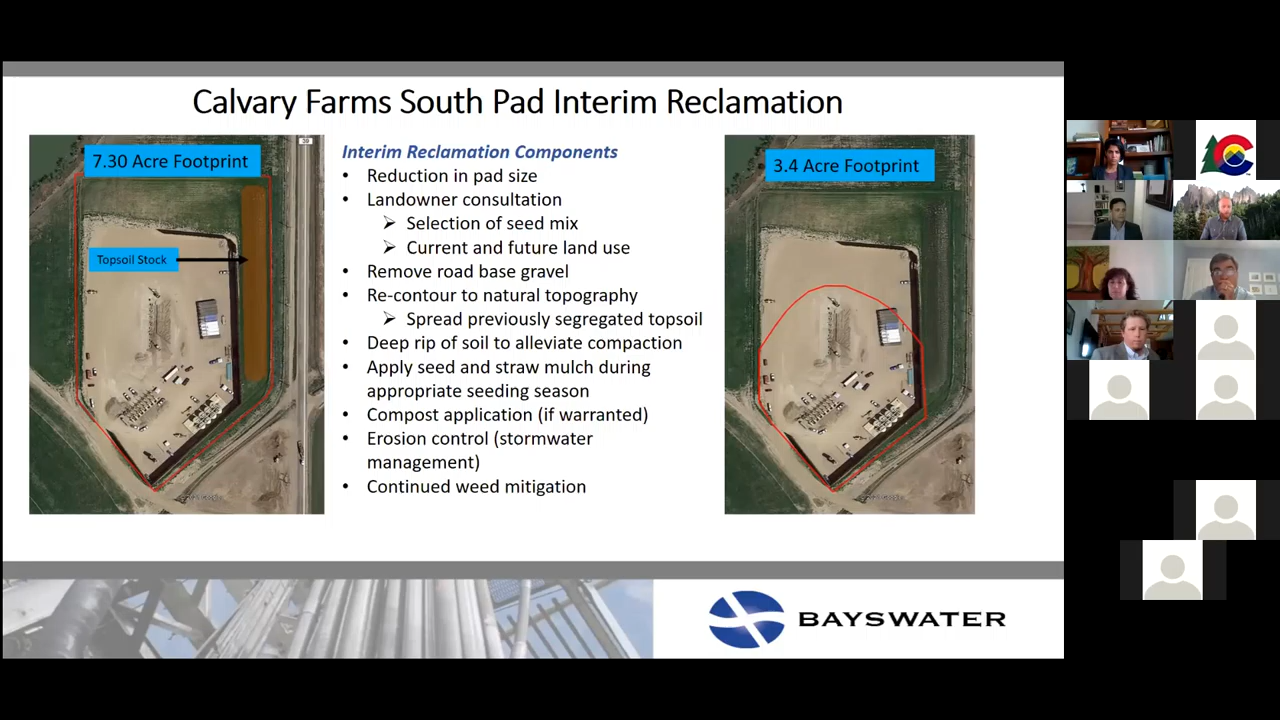 Calvary Farms South Pad Interim Reclamation
7.30 Acre Footprint
Topsoil Stock
Interim Reclamation Components
• Reduction in pad size
• Landowner consultation
➢ Selection of seed mix
➢ Current and future land use
• Remove road base gravel
• Re-contour to natural topography
➢ Spread previously segregated topsoil
• Deep rip of soil to alleviate compaction
• Apply seed and straw mulch during
appropriate seeding season
• Compost application (if warranted)
• Erosion control (stormwater
management)
• Continued weed mitigation
3.4 Acre Footprint
BAYSWATER